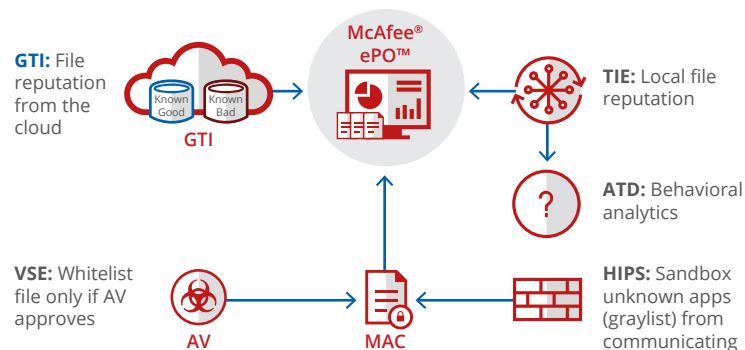 McAfee®
ePO™
GTI: File
reputation
from the
cloud
Known
Good
Known
Bad
GTI
TIE: Local file
reputation
?
ATD: Behavioral
analytics
VSE: Whitelist
file only if AV
approves
AV
MAC
HIPS: Sandbox
unknown apps
(graylist) from
communicating